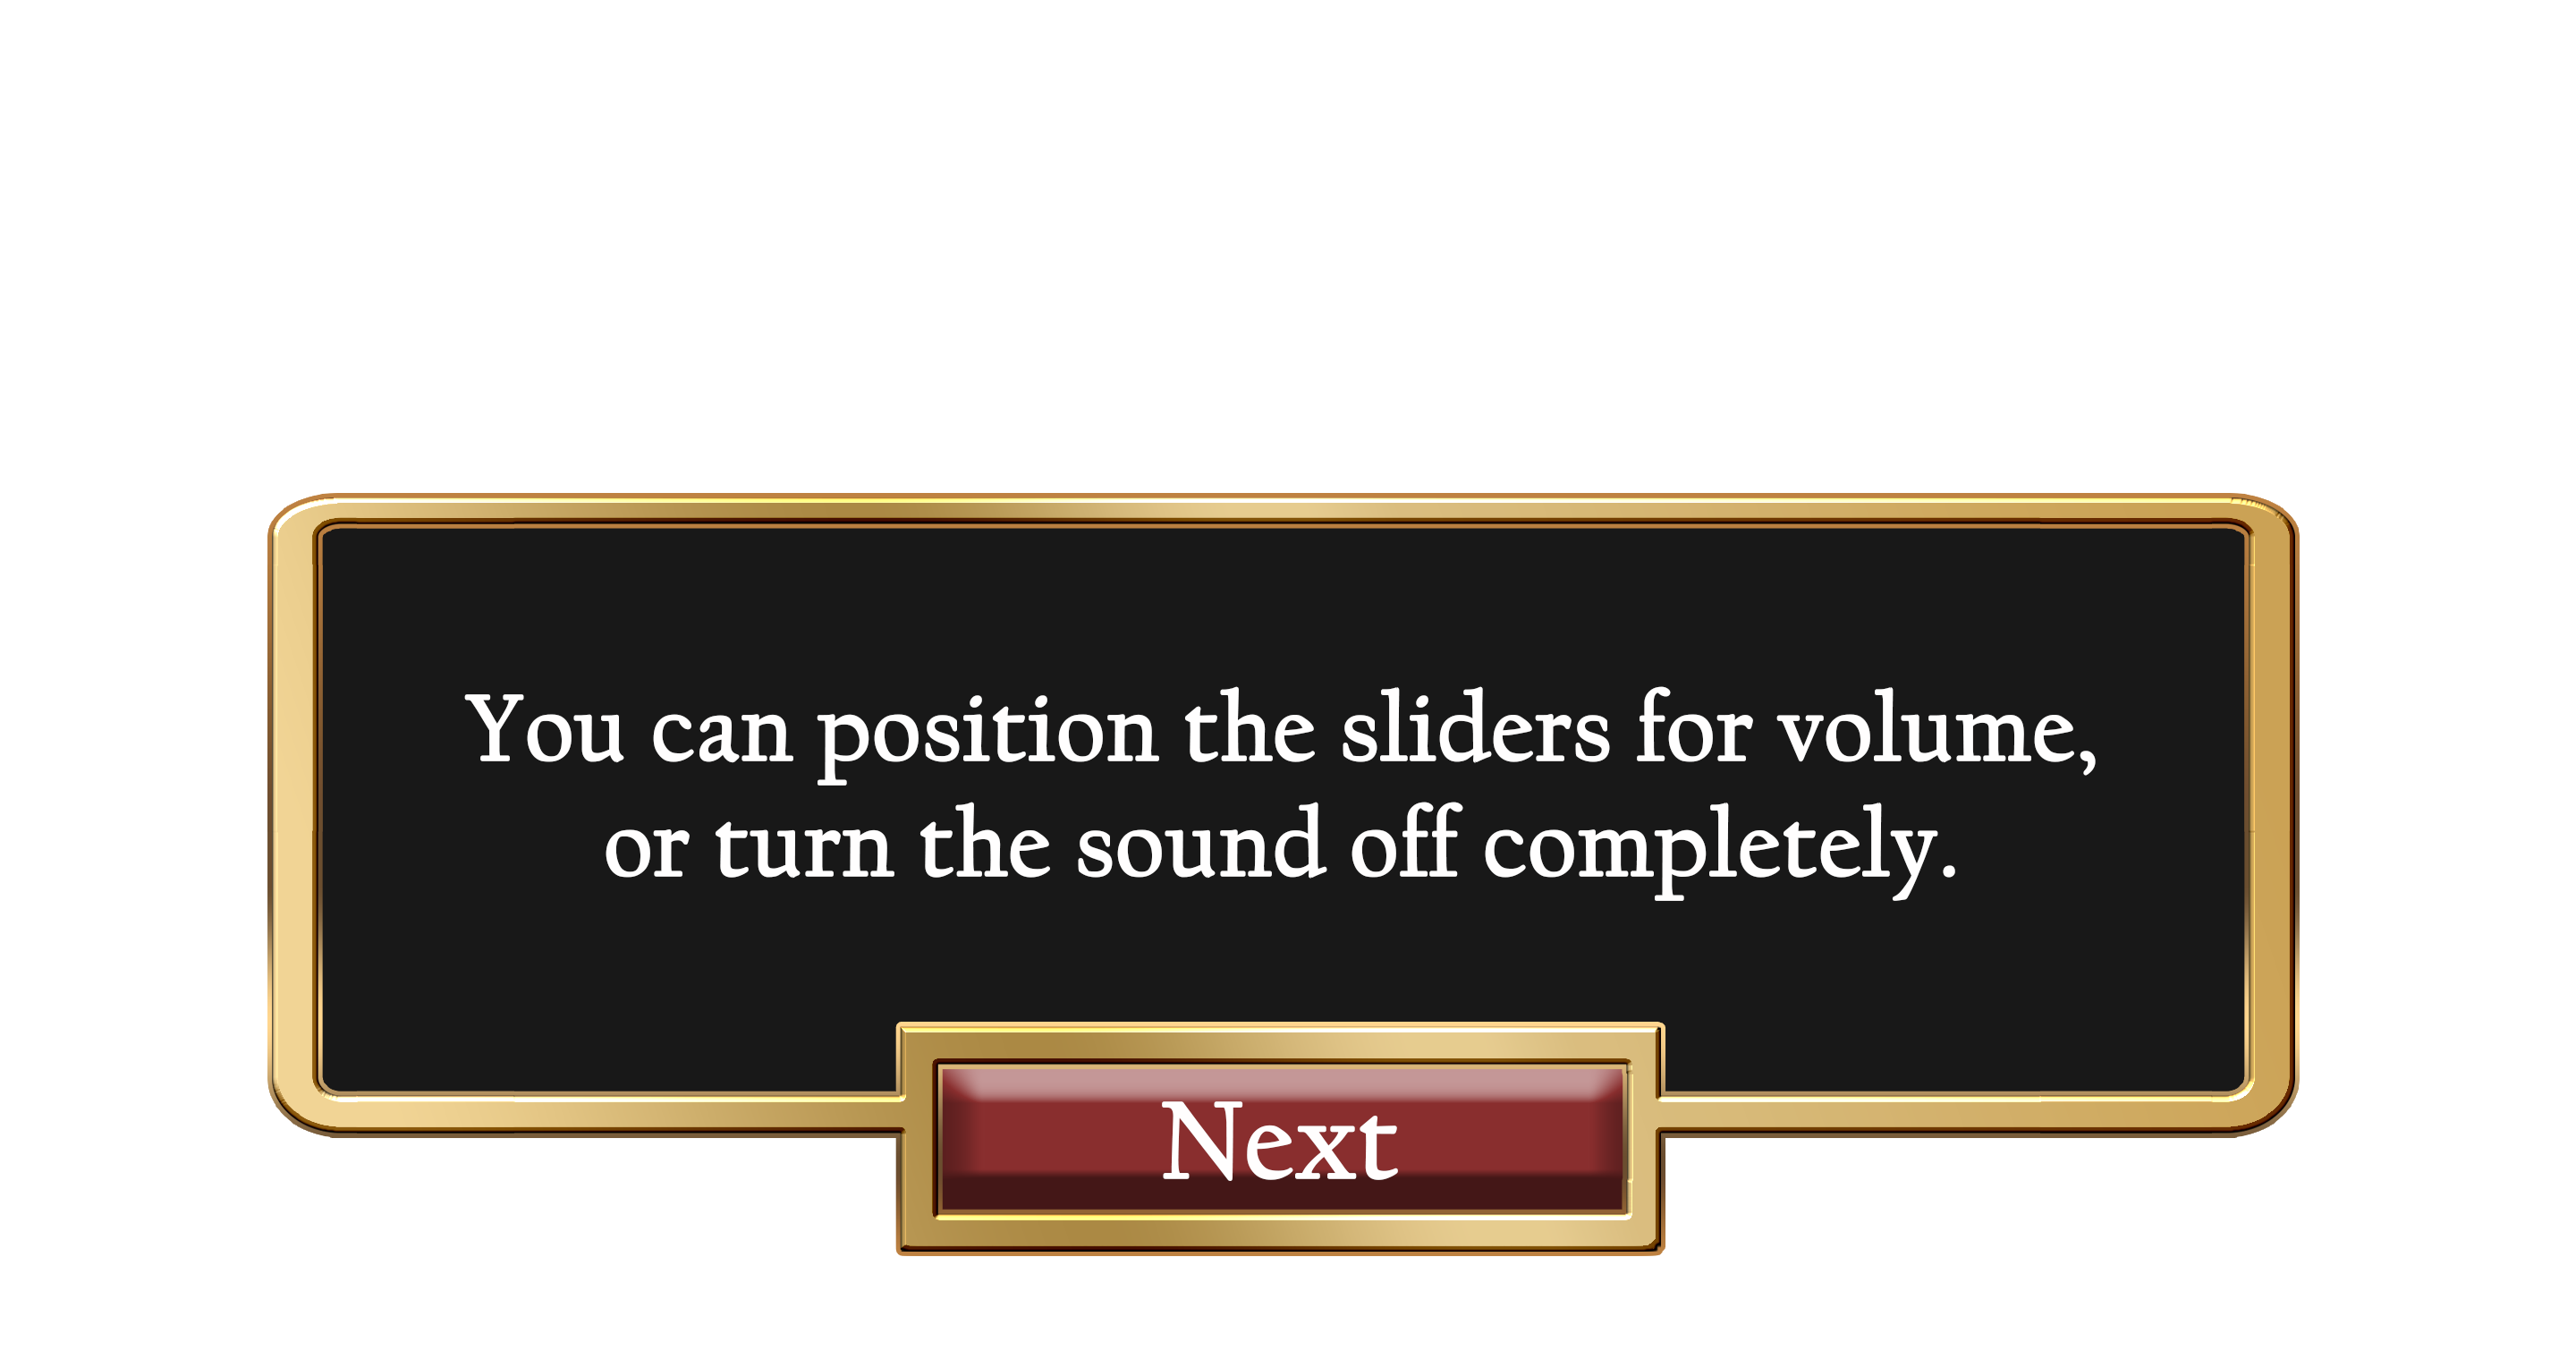 You can position the sliders for volume,
or turn the sound off completely.
Next